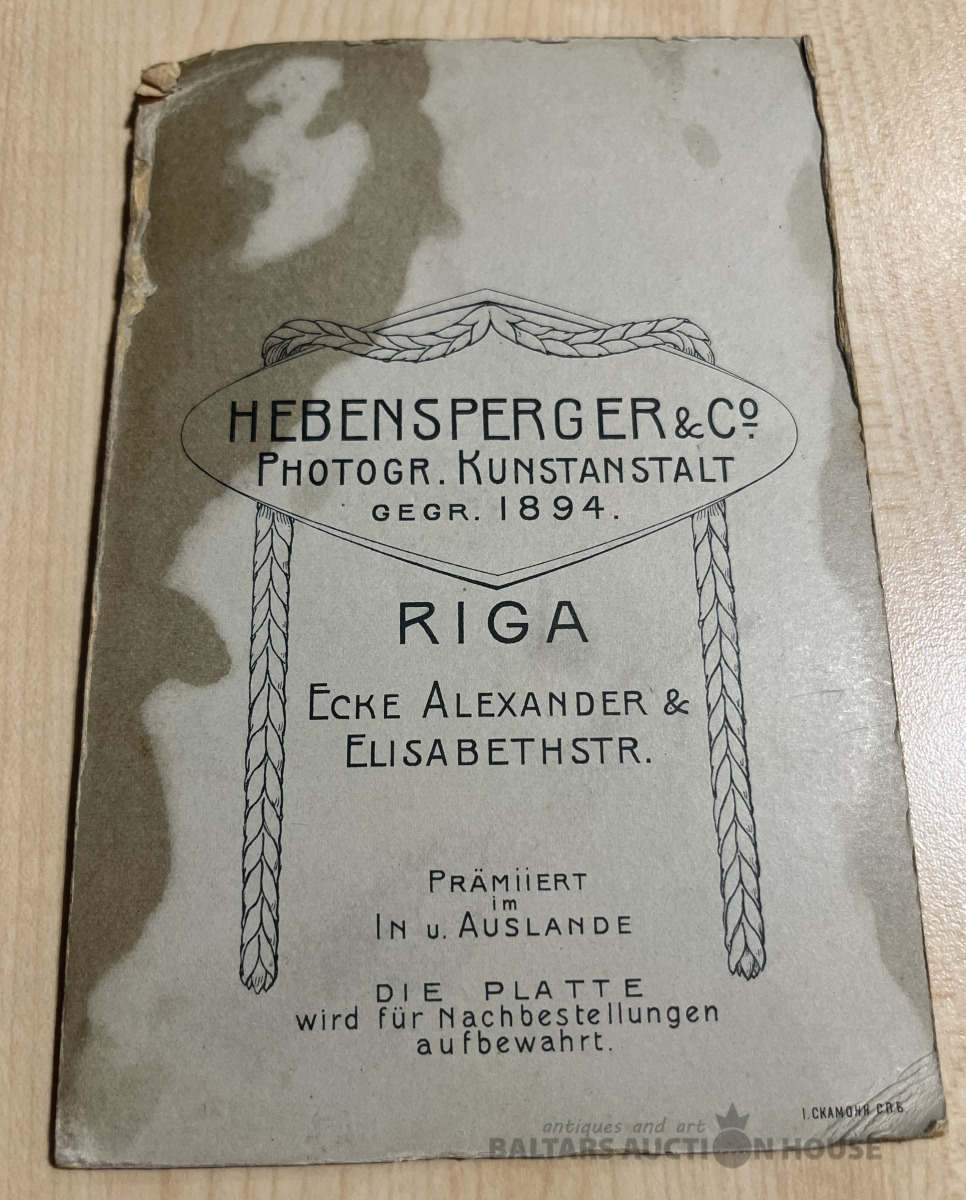 HEBENSPERGER & Cº.
PHOTOGR. KUNSTANSTALT
GEGR. 1894.
RIGA
ECKE ALEXANDER &
ELISABETHSTR.
PRÄMIIERT
im
IN u. AUSLANDE
DIE PLATTE
wird für Nachbestellungen
aufbewahrt.
І. СКАМОНИ С.П.Б.
antiques and art
BALTARS AUCTION HOUSE